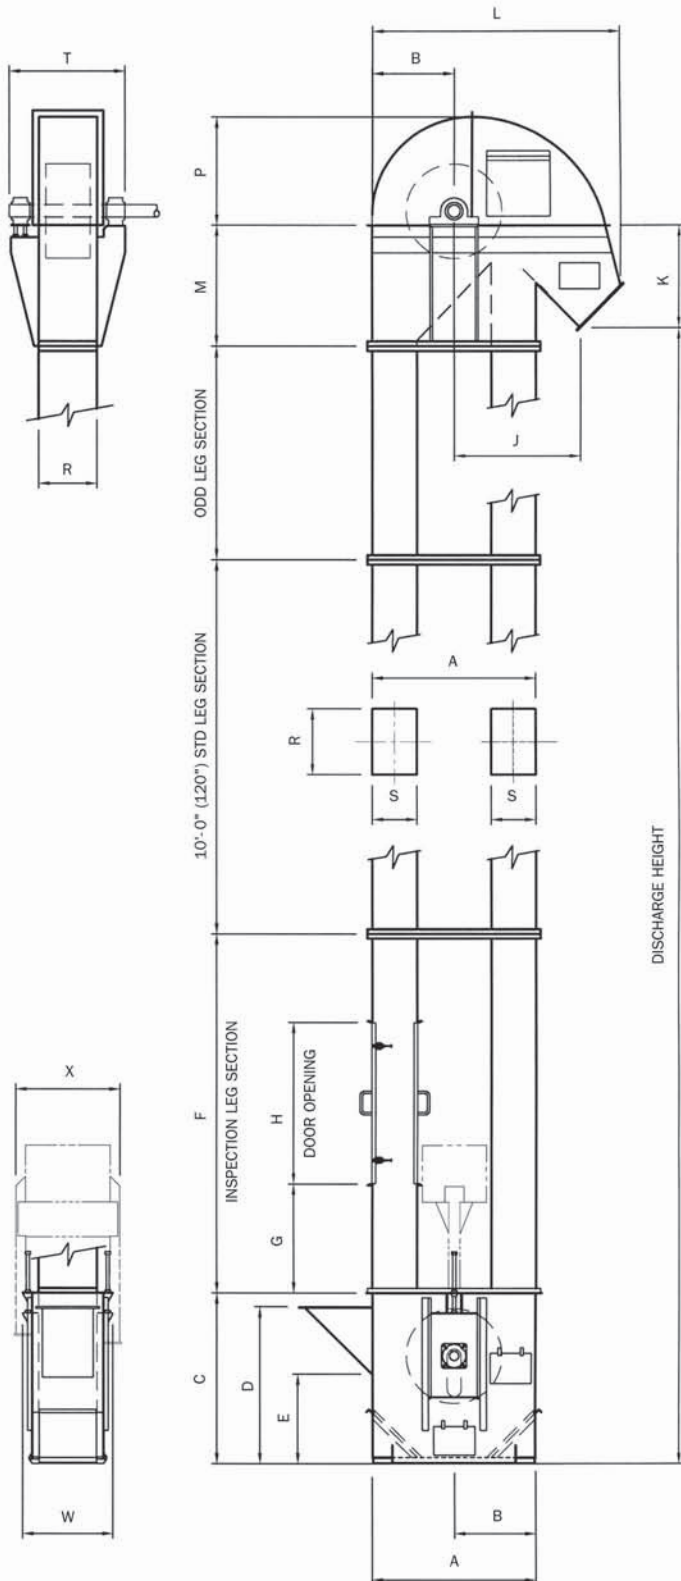 L
T
B
P
M
K
ODD LEG SECTION
J
R
10'-0" (120") STD LEG SECTION
A
R
S
S
DISCHARGE HEIGHT
F
INSPECTION LEG SECTION
H
DOOR OPENING
X
G
C
D
E
W
B
A